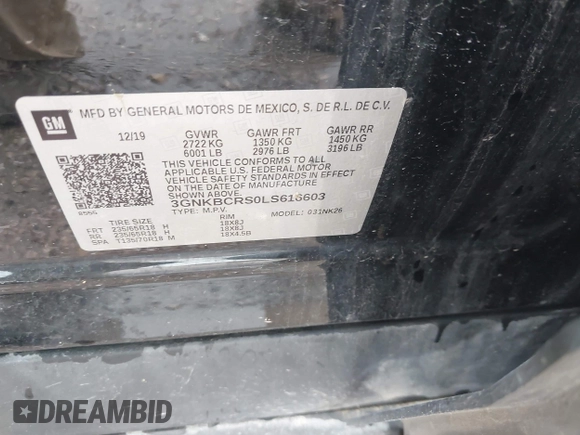 GM
MFD BY GENERAL MOTORS DE MEXICO, S. DE R.L. DE C.V.
12/19 GVWR GAWR FRT GAWR RR
2722 KG 1350 KG 1450 KG
6001 LB 2976 LB 3196 LB
THIS VEHICLE CONFORMS TO ALL
APPLICABLE U.S. FEDERAL MOTOR
VEHICLE SAFETY STANDARDS IN
EFFECT ON THE DATE OF MANUFACTURE
SHOWN ABOVE.
3GNKBCRS0LS616603
TYPE: M.P.V. MODEL: 1NK26
TIRE SIZE RIM
FRT 235/65R18 H 18X8J
RR 235/65R18 H 18X8J
SPA T135/70R18 M 18X4.5B
DREAMBID